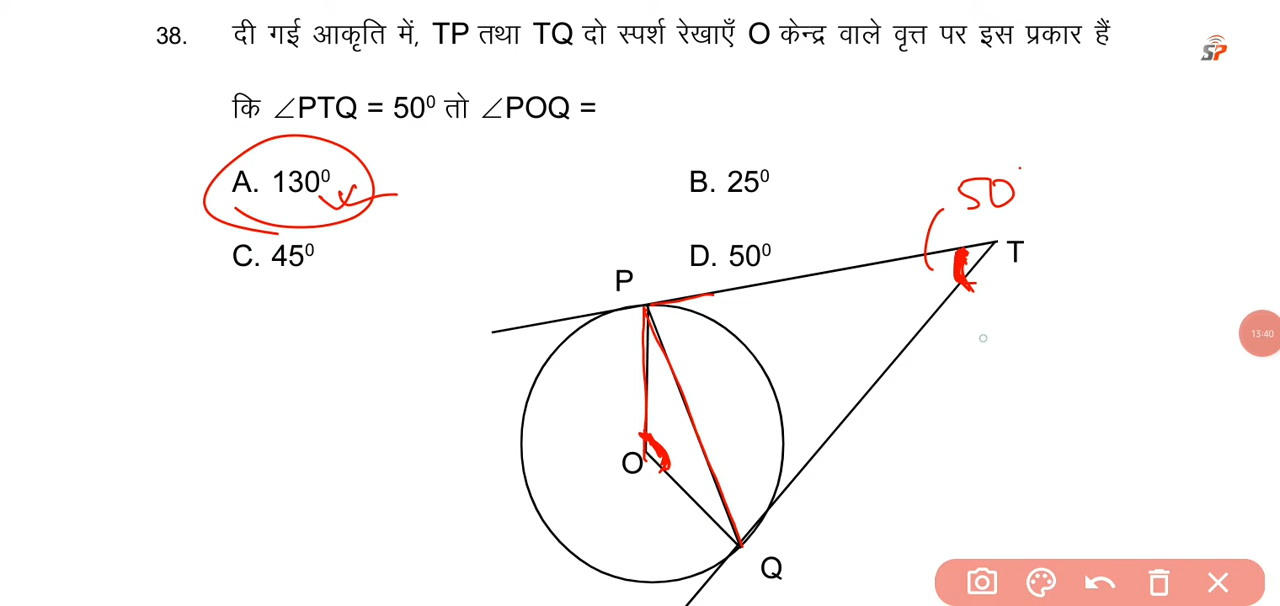 38. दी गई आकृति में, TP तथा TQ दो स्पर्श रेखाएँ O केन्द्र वाले वृत्त पर इस प्रकार हैं
कि ∠PTQ = 50⁰ तो ∠POQ =
A. 130⁰ B. 25⁰
C. 45⁰ D. 50⁰
50
P
T
O
Q
SP
13:40